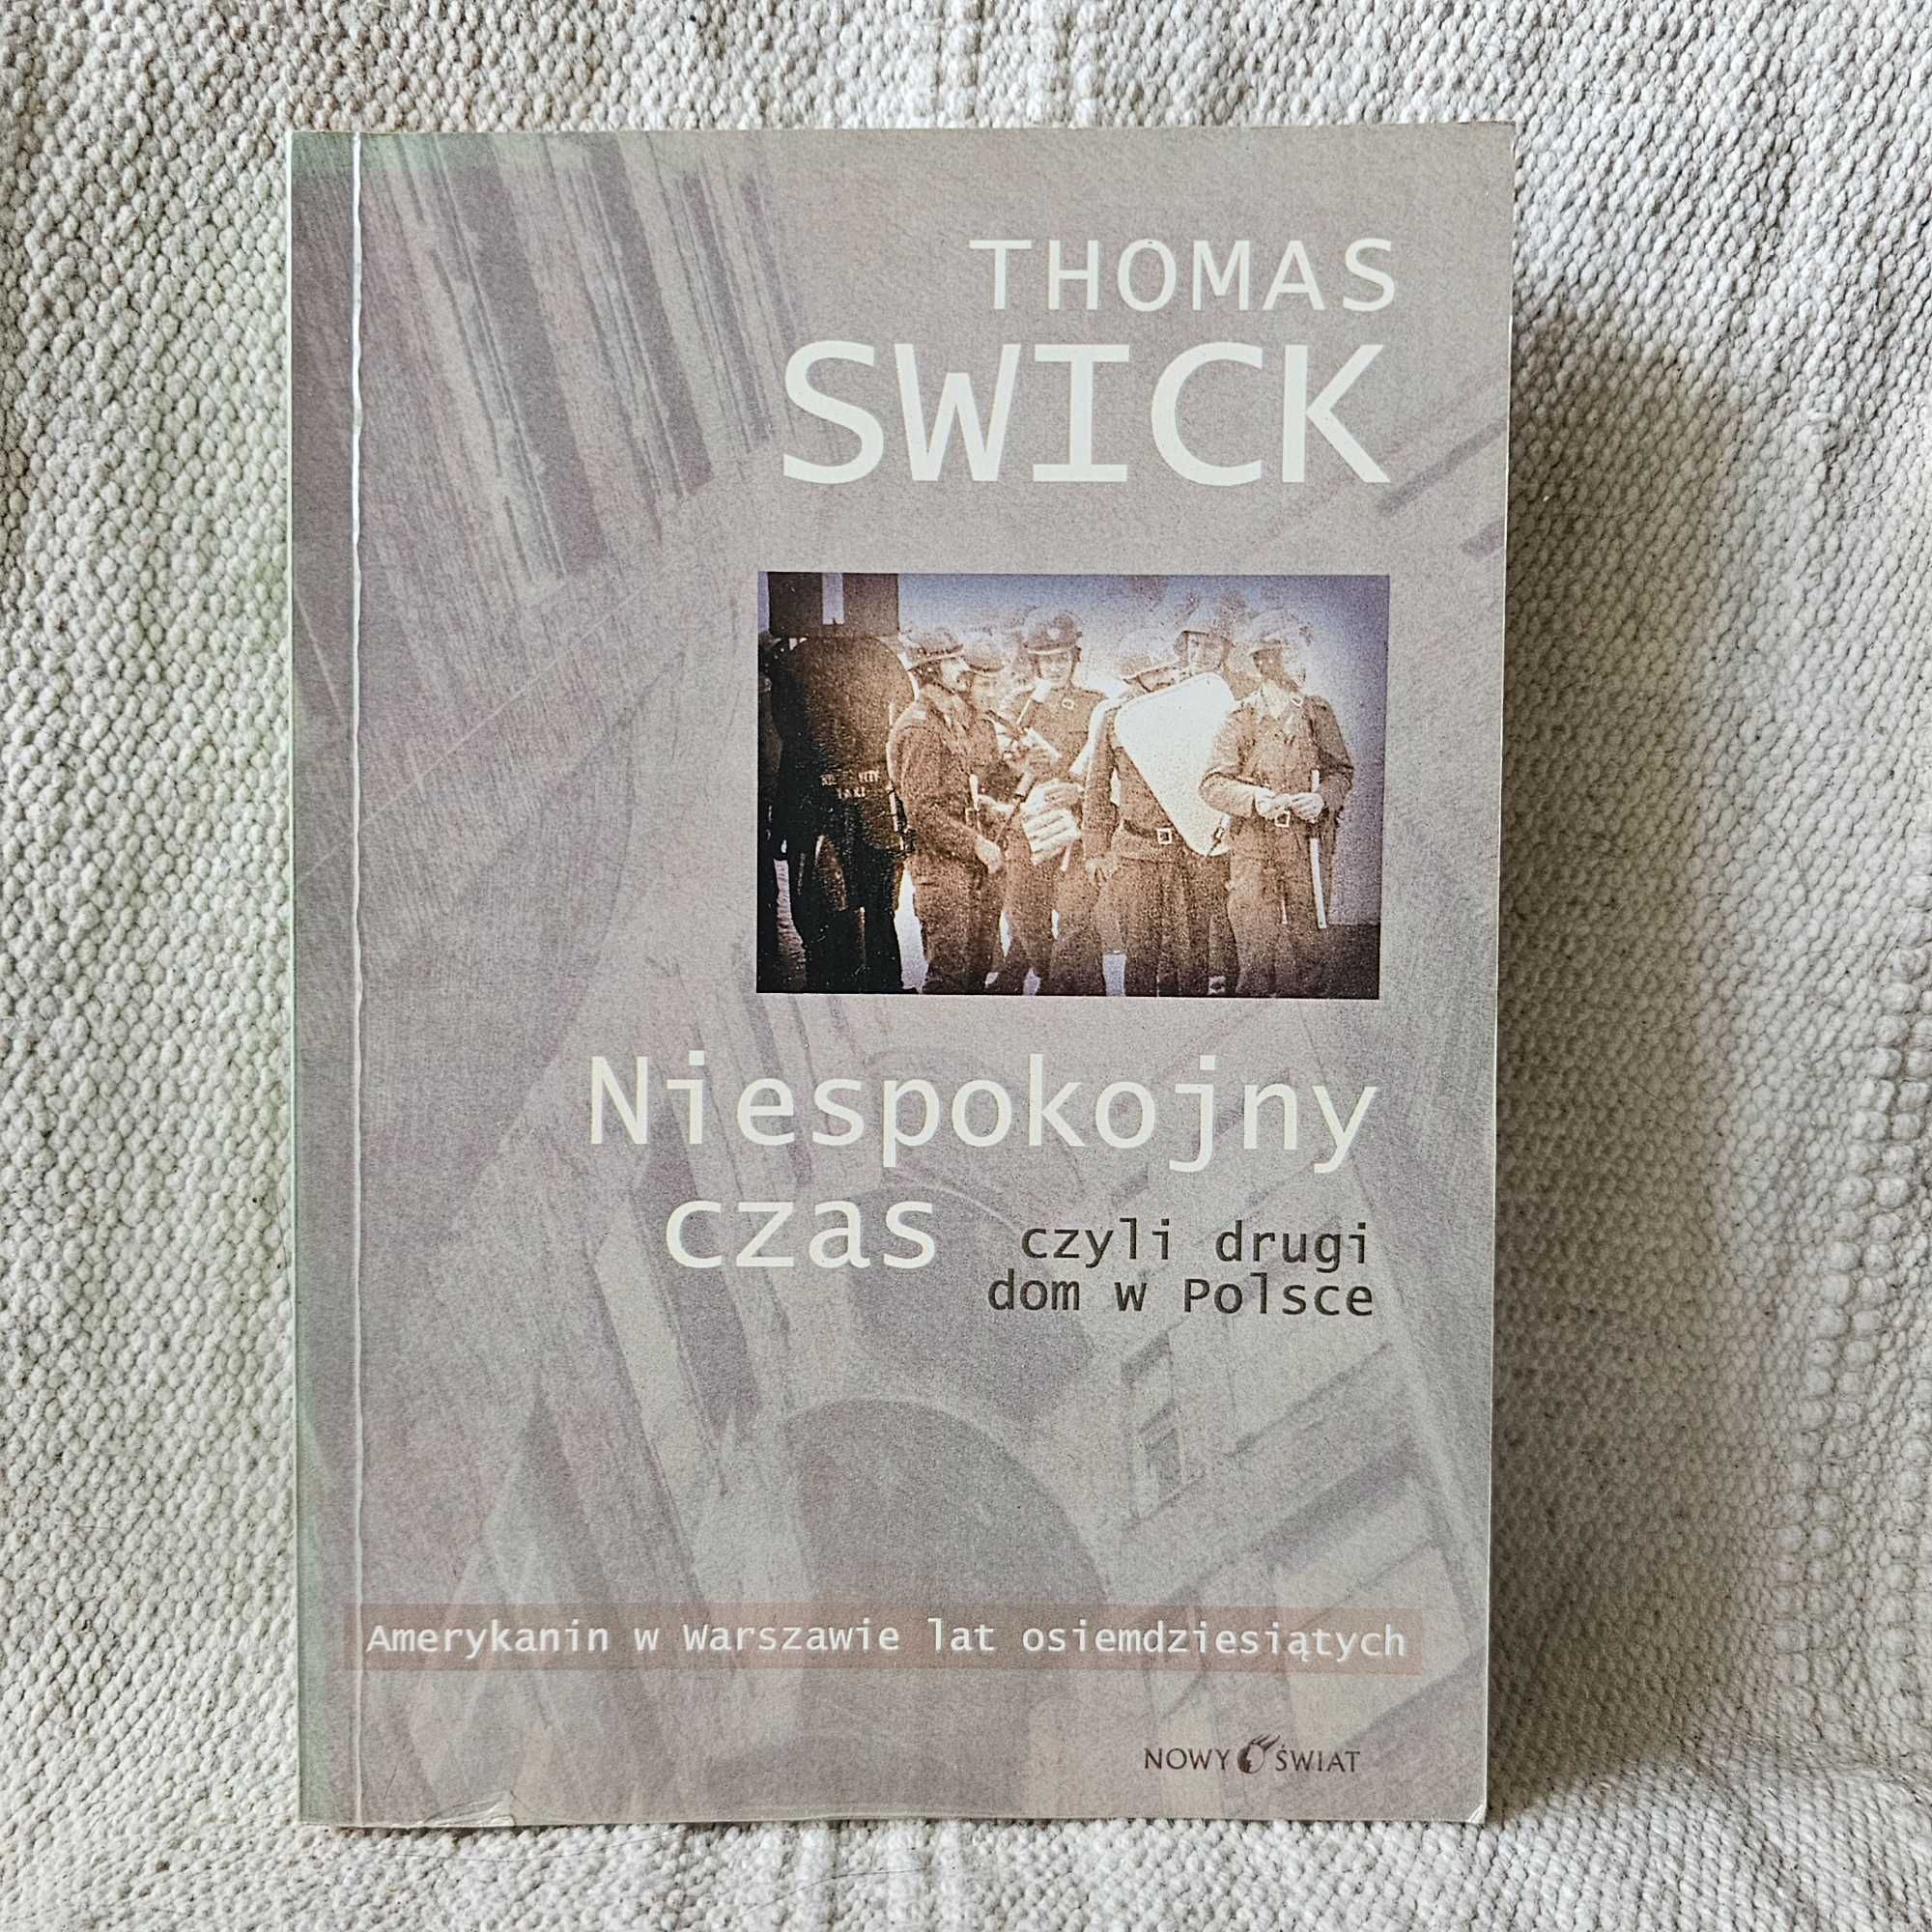 THOMAS
SWICK
Niespokojny
czas
czyli drugi
dom w Polsce
Amerykanin w Warszawie lat osiemdziesiątych
NOWY ŚWIAT